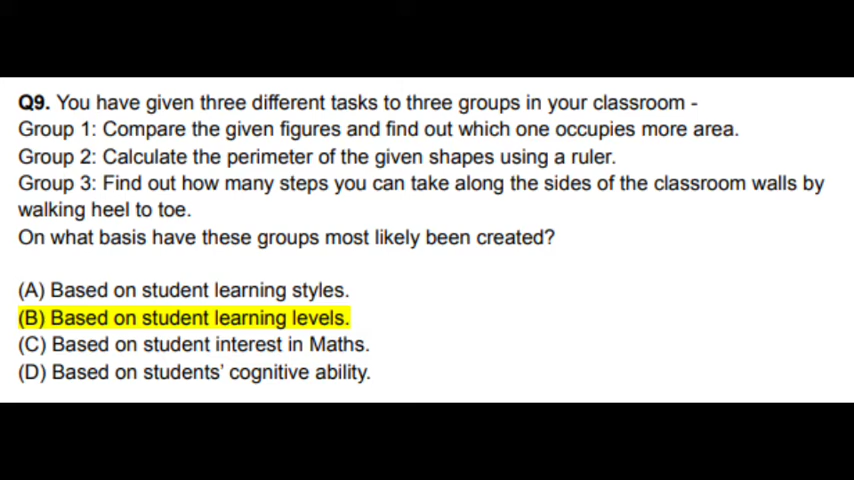 Q9. You have given three different tasks to three groups in your classroom -
Group 1: Compare the given figures and find out which one occupies more area.
Group 2: Calculate the perimeter of the given shapes using a ruler.
Group 3: Find out how many steps you can take along the sides of the classroom walls by
walking heel to toe.
On what basis have these groups most likely been created?
(A) Based on student learning styles.
(B) Based on student learning levels.
(C) Based on student interest in Maths.
(D) Based on students’ cognitive ability.